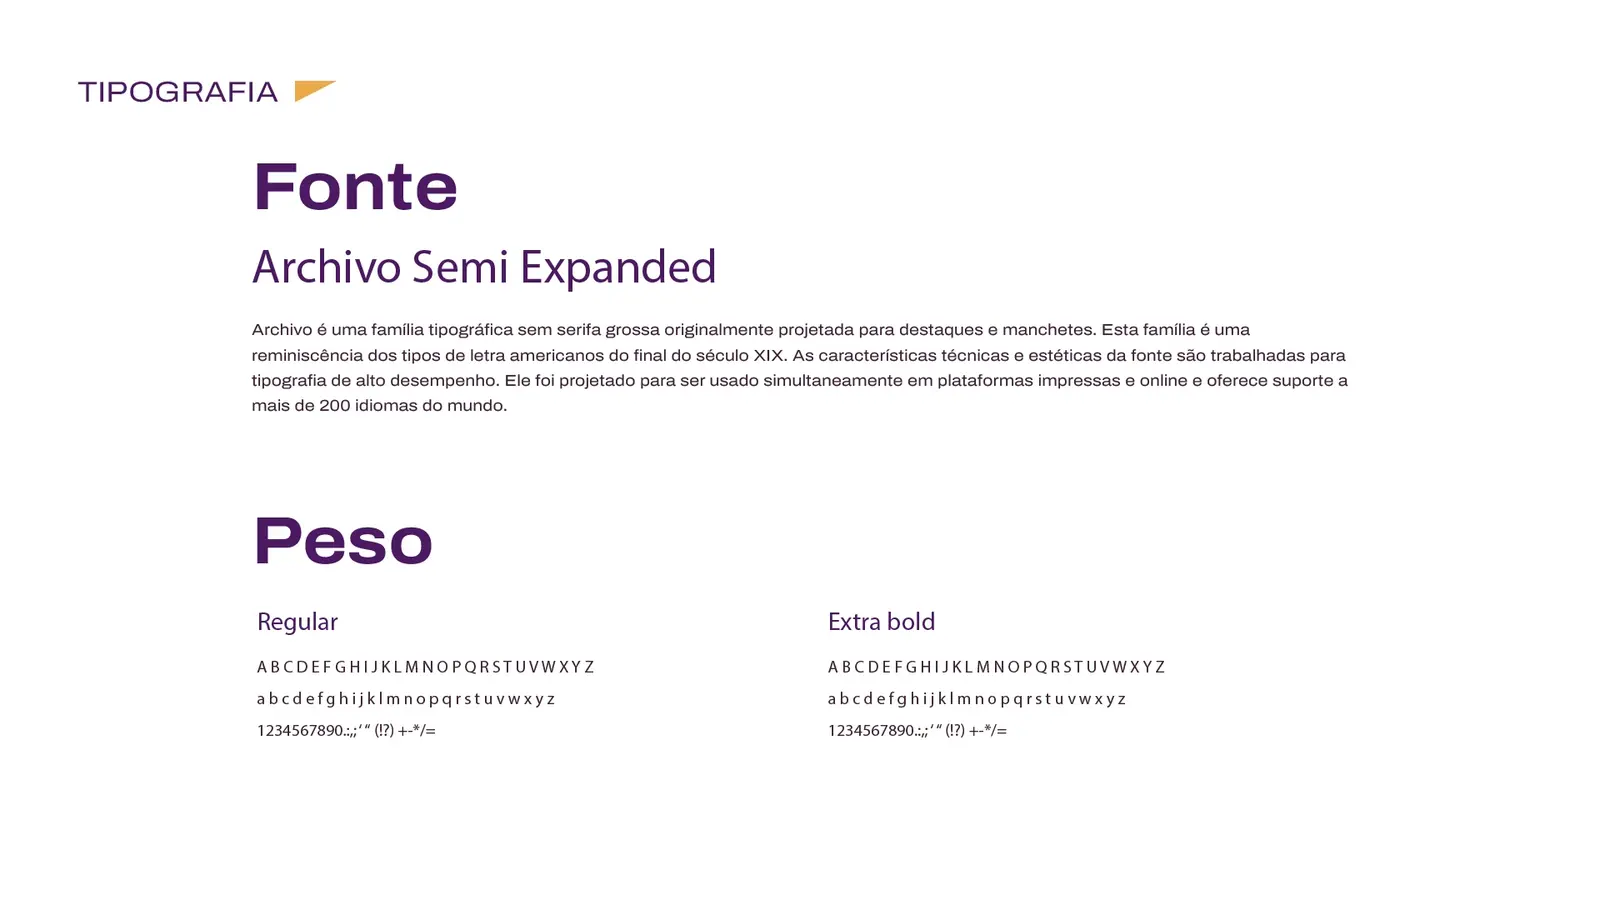 TIPOGRAFIA
Fonte
Archivo Semi Expanded
Archivo é uma família tipográfica sem serifa grossa originalmente projetada para destaques e manchetes. Esta família é uma
reminiscência dos tipos de letra americanos do final do século XIX. As características técnicas e estéticas da fonte são trabalhadas para
tipografia de alto desempenho. Ele foi projetado para ser usado simultaneamente em plataformas impressas e online e oferece suporte a
mais de 200 idiomas do mundo.
Peso
Regular
A B C D E F G H I J K L M N O P Q R S T U V W X Y Z
a b c d e f g h i j k l m n o p q r s t u v w x y z
1234567890.:,; ‘ “ (!?) +-*/=
Extra bold
A B C D E F G H I J K L M N O P Q R S T U V W X Y Z
a b c d e f g h i j k l m n o p q r s t u v w x y z
1234567890.:,; ‘ “ (!?) +-*/=